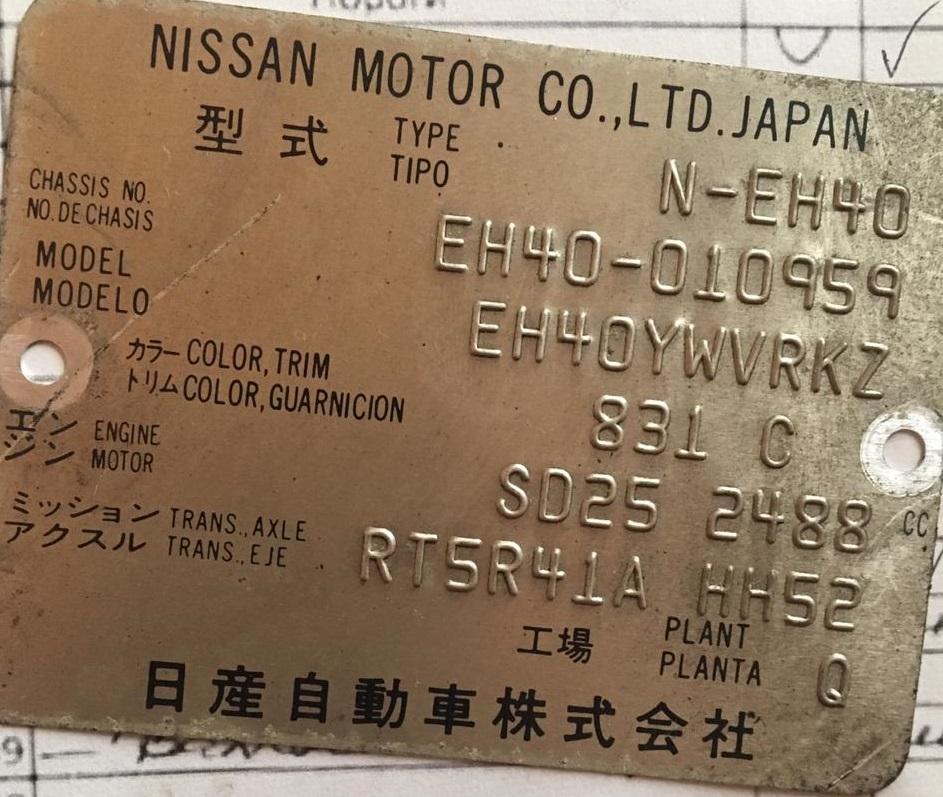 NISSAN MOTOR CO.,LTD.JAPAN
型式 TYPE TIPO N-EH40
CHASSIS NO. NO.DE CHASIS EH40-010959
MODEL MODELO EH40YWVRKZ
カラー COLOR,TRIM
トリム COLOR,GUARNICION 831 C
エンジン ENGINE MOTOR SD25 2488 CC
ミッション TRANS.,AXLE
アクスル TRANS.,EJE RT5R41A HH52
工場 PLANT PLANTA Q
日産自動車株式会社